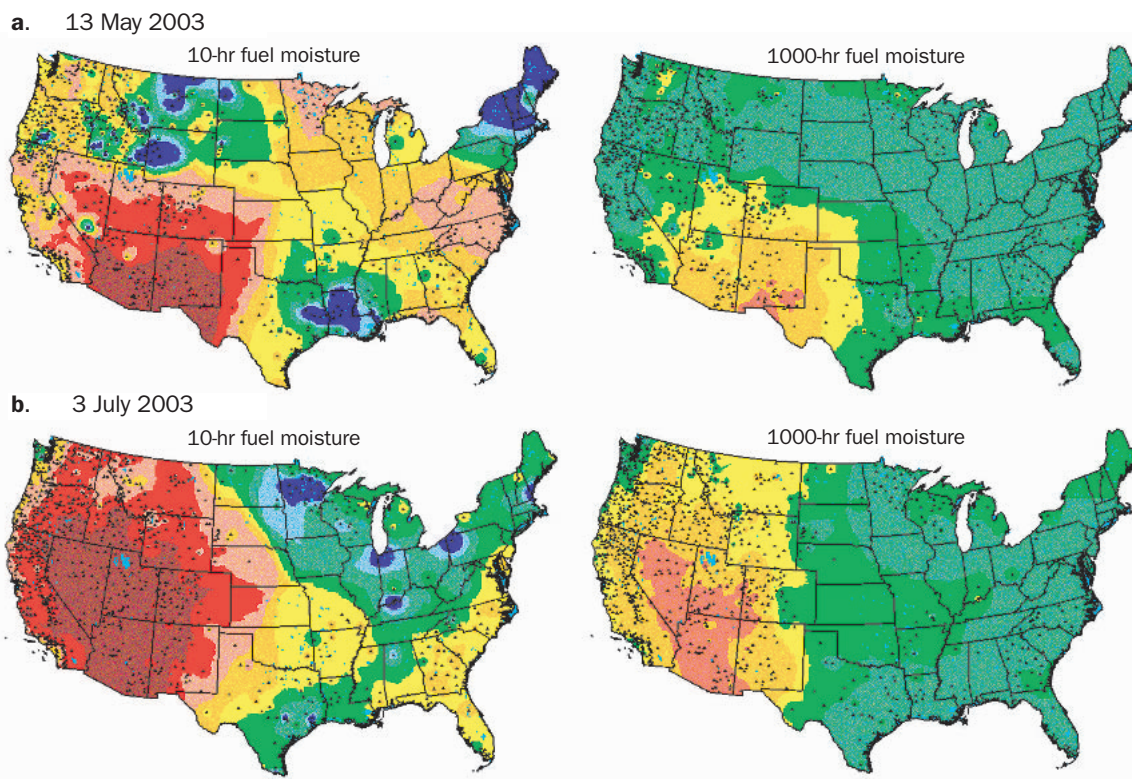 a. 13 May 2003
10-hr fuel moisture
1000-hr fuel moisture
b. 3 July 2003
10-hr fuel moisture
1000-hr fuel moisture